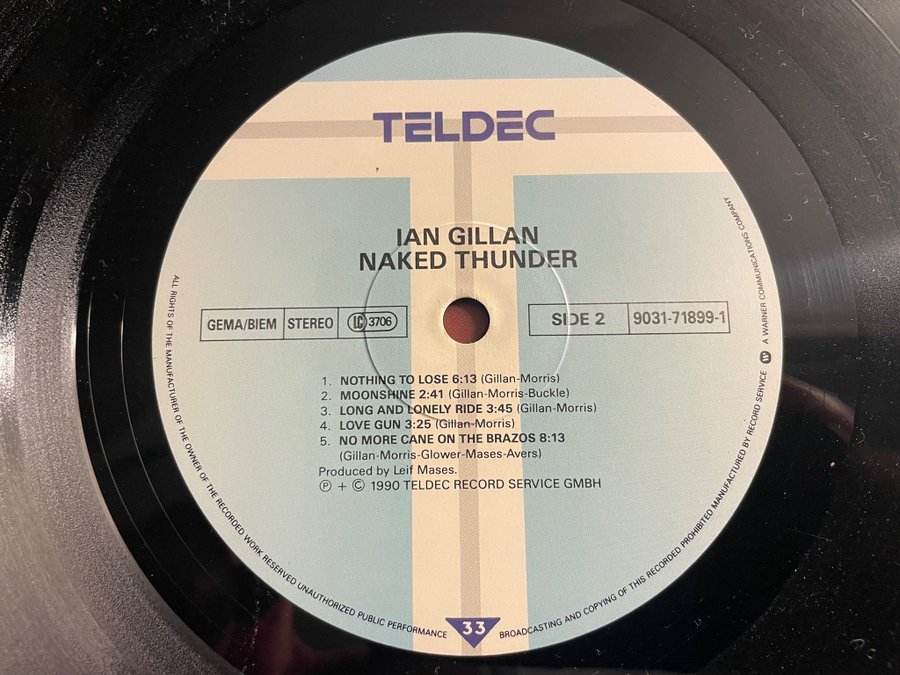 TELDEC
IAN GILLAN
NAKED THUNDER
GEMA/BIEM STEREO LC 3706
SIDE 2 9031-71899-1
1. NOTHING TO LOSE 6:13 (Gillan-Morris)
2. MOONSHINE 2:41 (Gillan-Morris-Buckle)
3. LONG AND LONELY RIDE 3:45 (Gillan-Morris)
4. LOVE GUN 3:25 (Gillan-Morris)
5. NO MORE CANE ON THE BRAZOS 8:13
(Gillan-Morris-Glower-Mases-Avers)
Produced by Leif Mases.
℗ + © 1990 TELDEC RECORD SERVICE GMBH
ALL RIGHTS OF THE MANUFACTURER OF THE OWNER OF THE RECORDED WORK RESERVED UNAUTHORIZED PUBLIC PERFORMANCE
33
BROADCASTING AND COPYING OF THIS RECORDED PROHIBITED MANUFACTURED BY RECORD SERVICE W A WARNER COMMUNICATIONS COMPANY